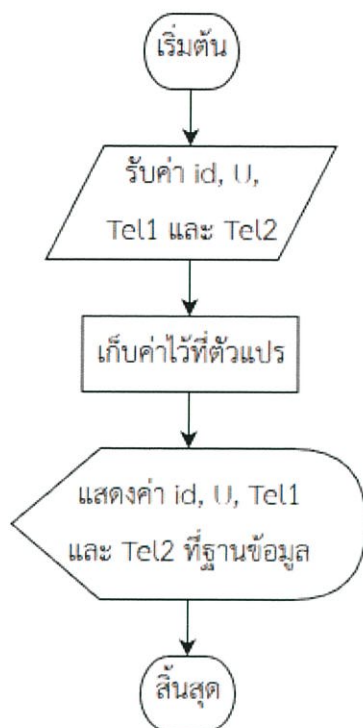 เริ่มต้น
รับค่า id, U,
Tel1 และ Tel2
เก็บค่าไว้ที่ตัวแปร
แสดงค่า id, U, Tel1
และ Tel2 ที่ฐานข้อมูล
สิ้นสุด